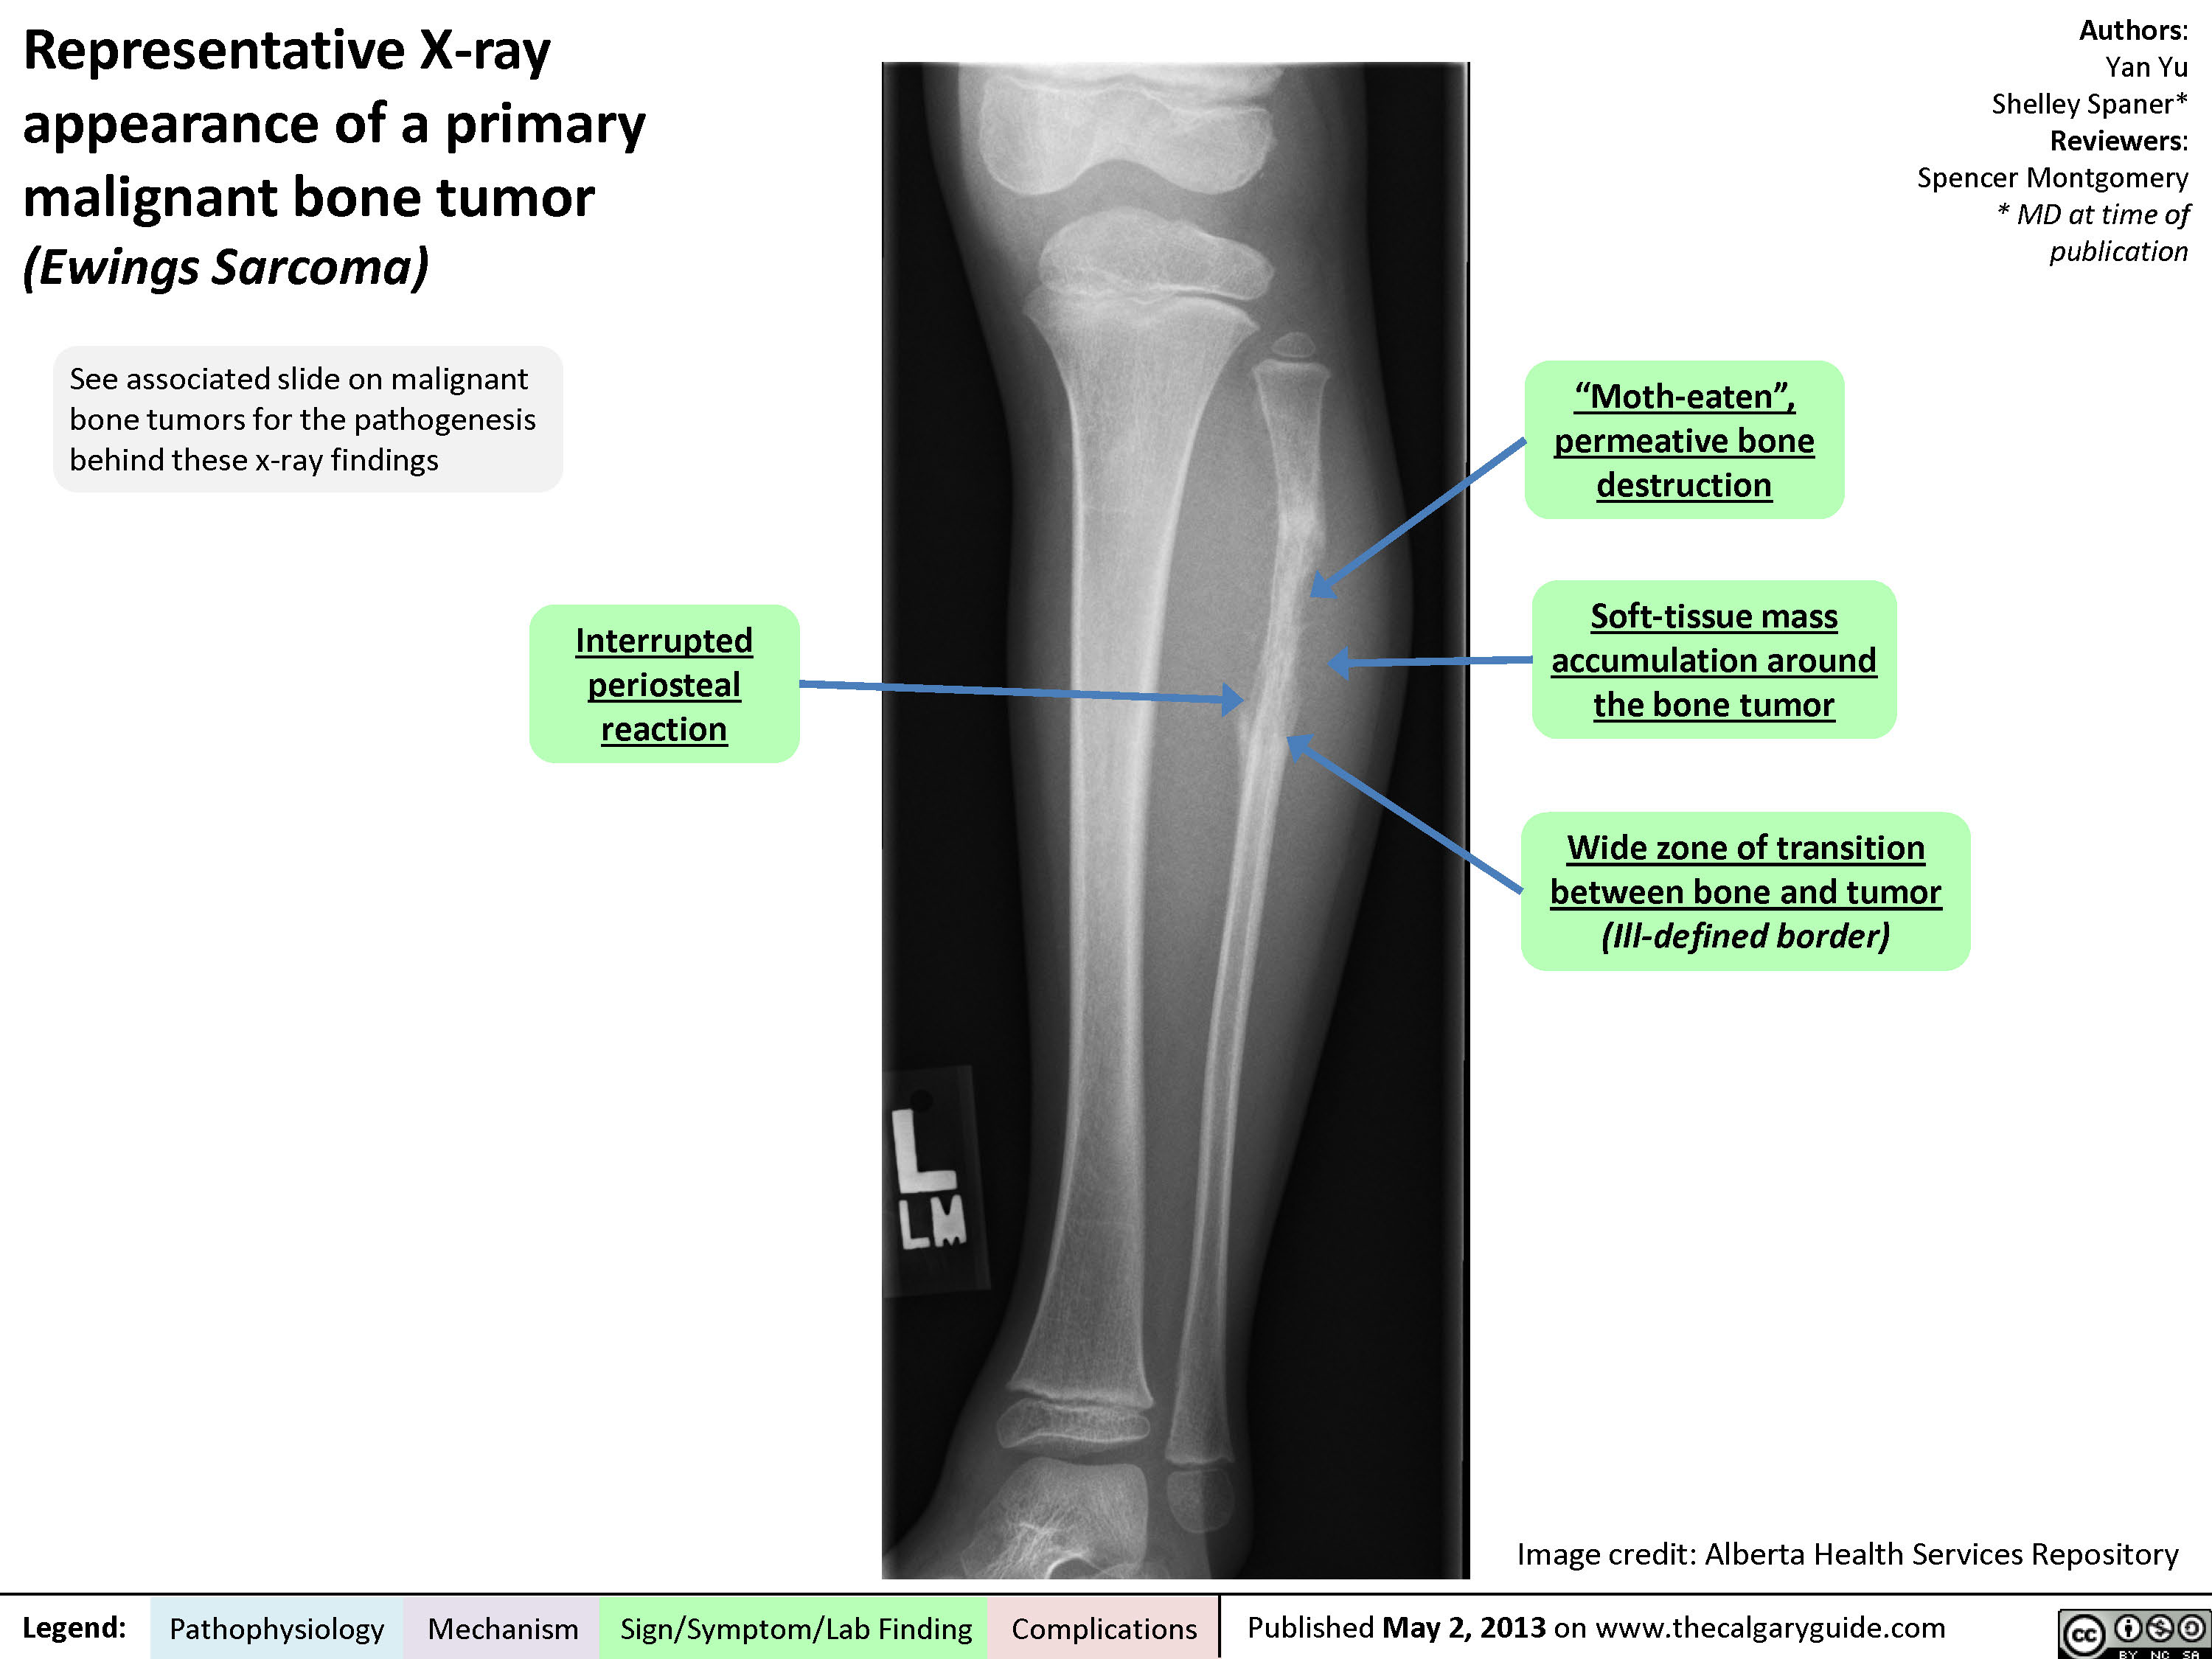 Representative X-ray
appearance of a primary
malignant bone tumor
(Ewings Sarcoma)
See associated slide on malignant
bone tumors for the pathogenesis
behind these x-ray findings
Authors:
Yan Yu
Shelley Spaner*
Reviewers:
Spencer Montgomery
* MD at time of
publication
“Moth-eaten”,
permeative bone
destruction
Interrupted
periosteal
reaction
Soft-tissue mass
accumulation around
the bone tumor
Wide zone of transition
between bone and tumor
(Ill-defined border)
L
LM
Image credit: Alberta Health Services Repository
Legend: Pathophysiology Mechanism Sign/Symptom/Lab Finding Complications Published May 2, 2013 on www.thecalgaryguide.com
cc
BY NC SA